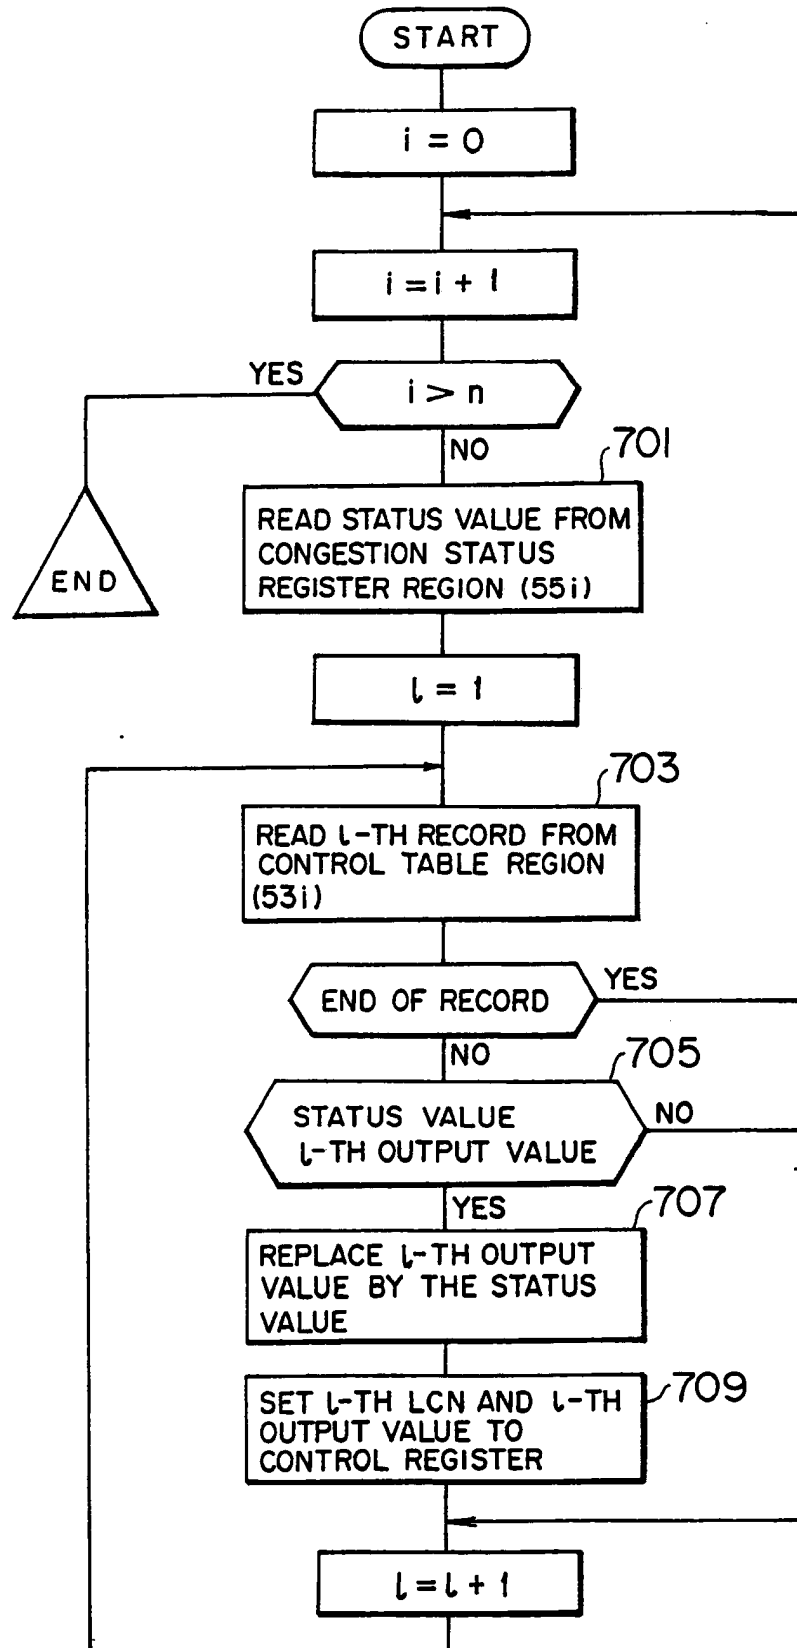 START
i = 0
i = i + 1
YES
i > n
NO
701
READ STATUS VALUE FROM
CONGESTION STATUS
REGISTER REGION (55i)
END
l = 1
703
READ l-TH RECORD FROM
CONTROL TABLE REGION
(53i)
END OF RECORD
YES
NO
705
STATUS VALUE
l-TH OUTPUT VALUE
NO
YES
707
REPLACE l-TH OUTPUT
VALUE BY THE STATUS
VALUE
709
SET l-TH LCN AND l-TH
OUTPUT VALUE TO
CONTROL REGISTER
l = l + 1